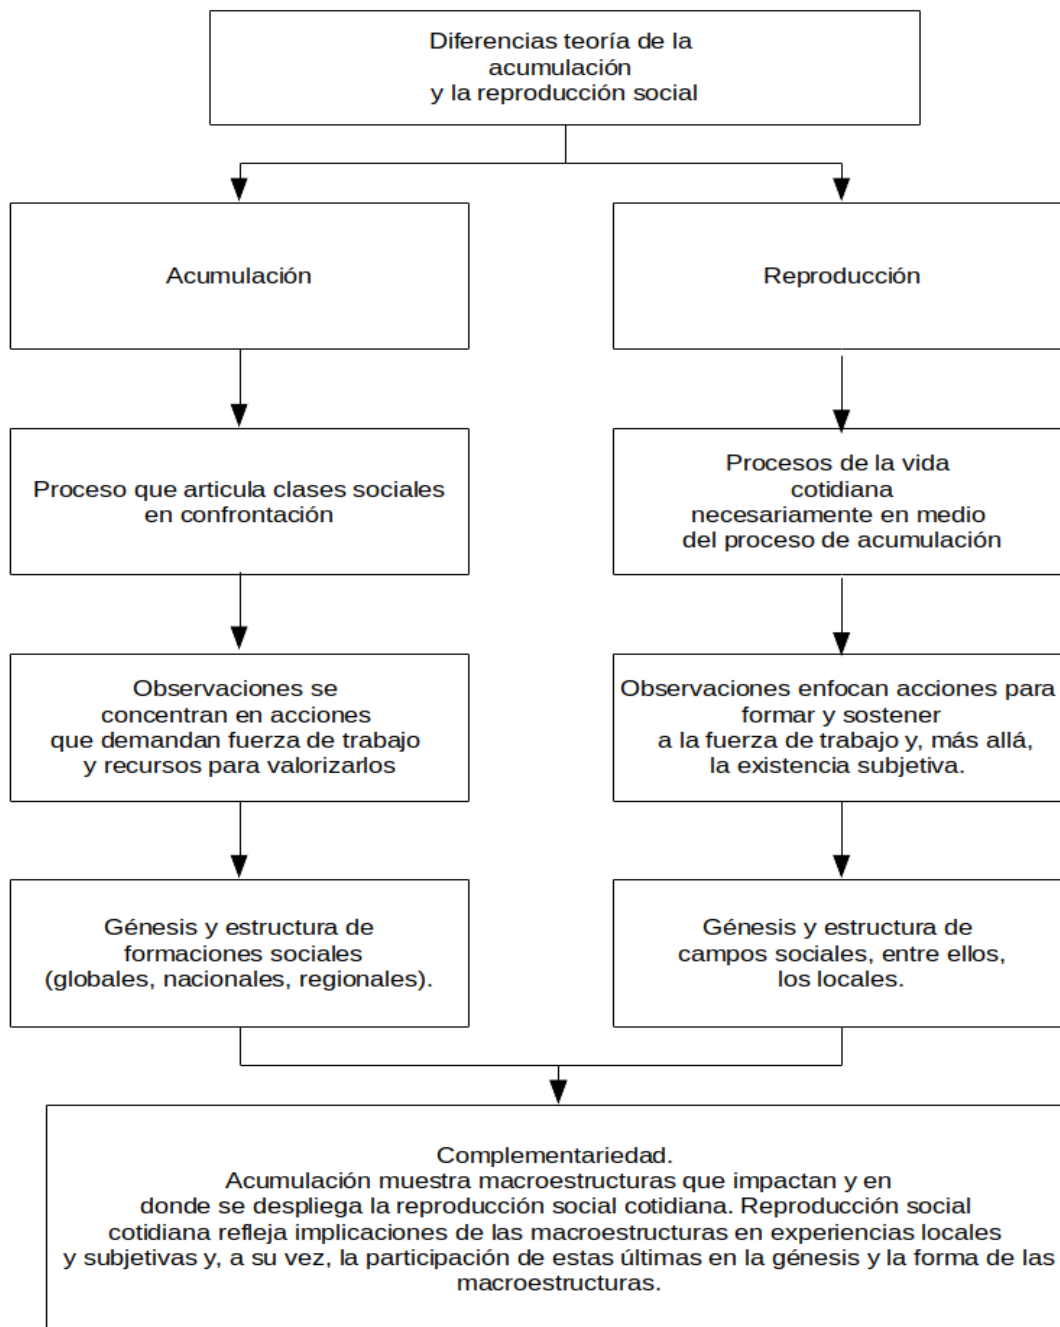 Diferencias teoría de la
acumulación
y la reproducción social
Acumulación
Reproducción
Proceso que articula clases sociales
en confrontación
Procesos de la vida
cotidiana
necesariamente en medio
del proceso de acumulación
Observaciones se
concentran en acciones
que demandan fuerza de trabajo
y recursos para valorizarlos
Observaciones enfocan acciones para
formar y sostener
a la fuerza de trabajo y, más allá,
la existencia subjetiva.
Génesis y estructura de
formaciones sociales
(globales, nacionales, regionales).
Génesis y estructura de
campos sociales, entre ellos,
los locales.
Complementariedad.
Acumulación muestra macroestructuras que impactan y en
donde se despliega la reproducción social cotidiana. Reproducción social
cotidiana refleja implicaciones de las macroestructuras en experiencias locales
y subjetivas y, a su vez, la participación de estas últimas en la génesis y la forma de las
macroestructuras.